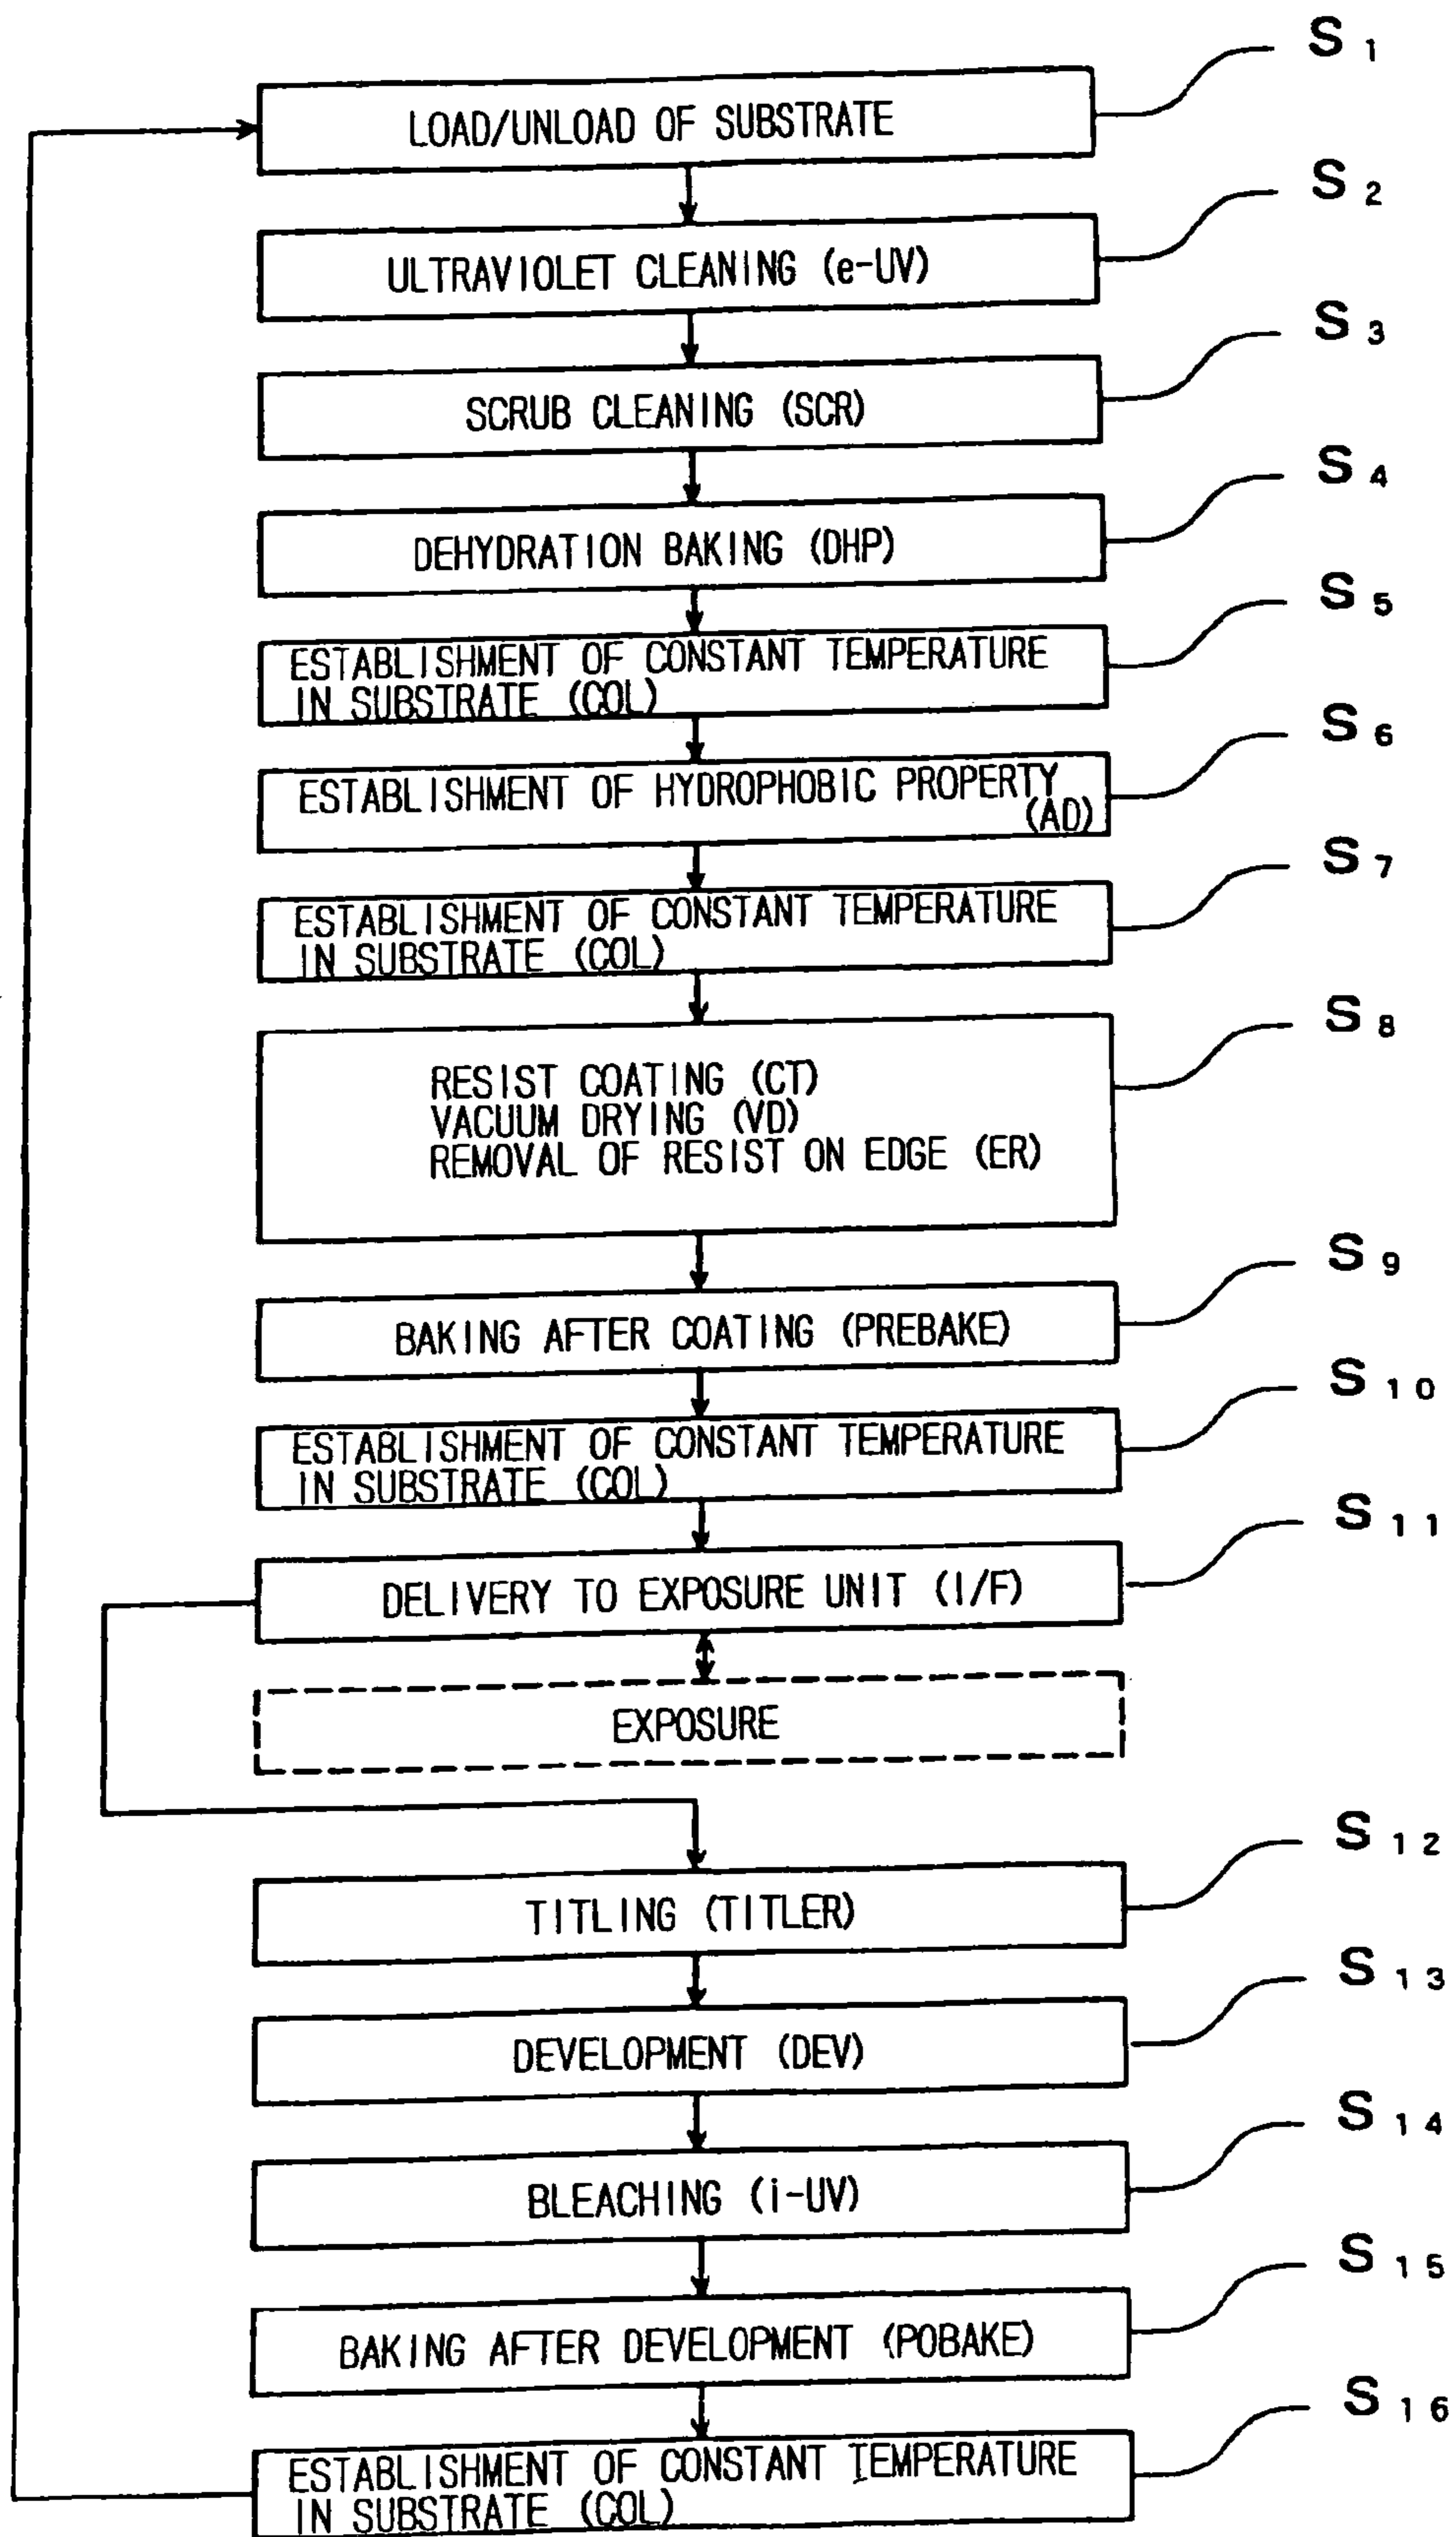 S1
LOAD/UNLOAD OF SUBSTRATE
S2
ULTRAVIOLET CLEANING (e-UV)
S3
SCRUB CLEANING (SCR)
S4
DEHYDRATION BAKING (DHP)
S5
ESTABLISHMENT OF CONSTANT TEMPERATURE
IN SUBSTRATE (COL)
S6
ESTABLISHMENT OF HYDROPHOBIC PROPERTY
(AD)
S7
ESTABLISHMENT OF CONSTANT TEMPERATURE
IN SUBSTRATE (COL)
S8
RESIST COATING (CT)
VACUUM DRYING (VD)
REMOVAL OF RESIST ON EDGE (ER)
S9
BAKING AFTER COATING (PREBAKE)
S10
ESTABLISHMENT OF CONSTANT TEMPERATURE
IN SUBSTRATE (COL)
S11
DELIVERY TO EXPOSURE UNIT (I/F)
EXPOSURE
S12
TITLING (TITLER)
S13
DEVELOPMENT (DEV)
S14
BLEACHING (i-UV)
S15
BAKING AFTER DEVELOPMENT (POBAKE)
S16
ESTABLISHMENT OF CONSTANT TEMPERATURE
IN SUBSTRATE (COL)